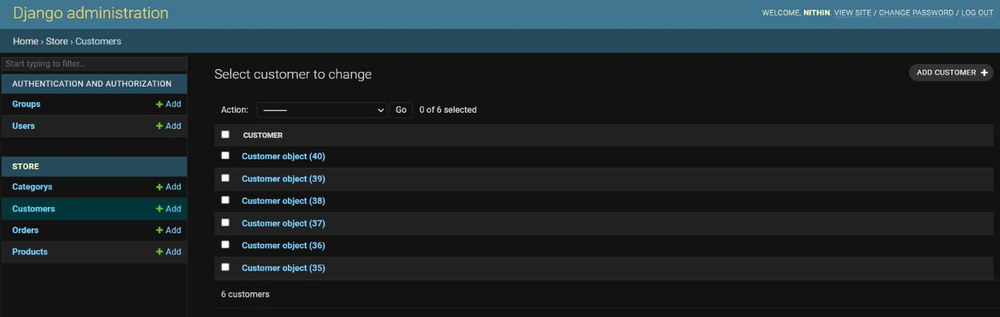 Django administration
WELCOME, NITHIN. VIEW SITE / CHANGE PASSWORD / LOG OUT
Home › Store › Customers
Start typing to filter...
AUTHENTICATION AND AUTHORIZATION
Groups + Add
Users + Add
STORE
Categorys + Add
Customers + Add
Orders + Add
Products + Add
Select customer to change
ADD CUSTOMER +
Action: --------- Go 0 of 6 selected
CUSTOMER
Customer object (40)
Customer object (39)
Customer object (38)
Customer object (37)
Customer object (36)
Customer object (35)
6 customers